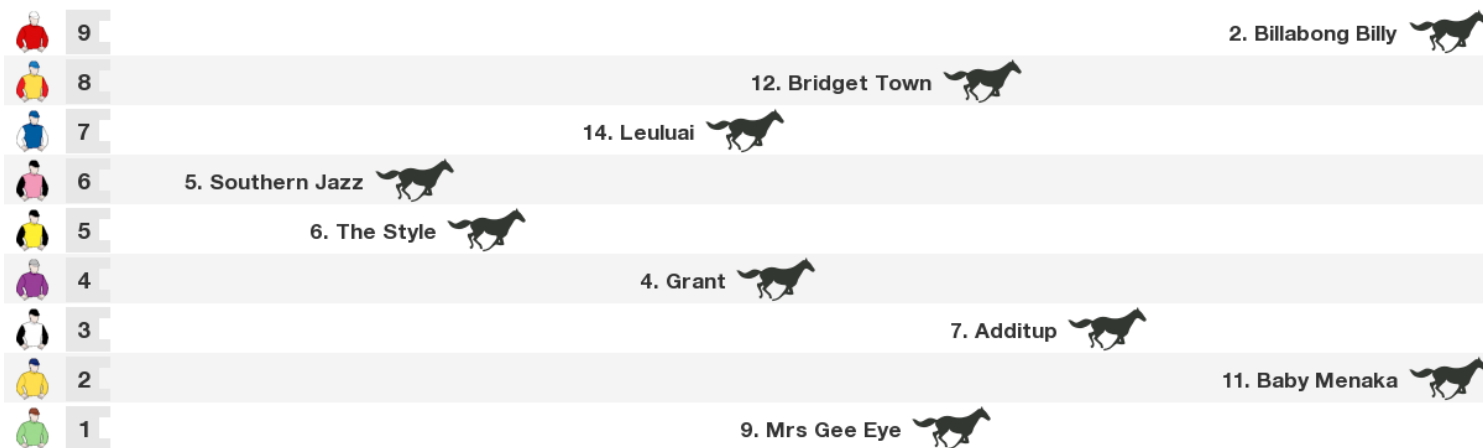 9 2. Billabong Billy
8 12. Bridget Town
7 14. Leuluai
6 5. Southern Jazz
5 6. The Style
4 4. Grant
3 7. Additup
2 11. Baby Menaka
1 9. Mrs Gee Eye